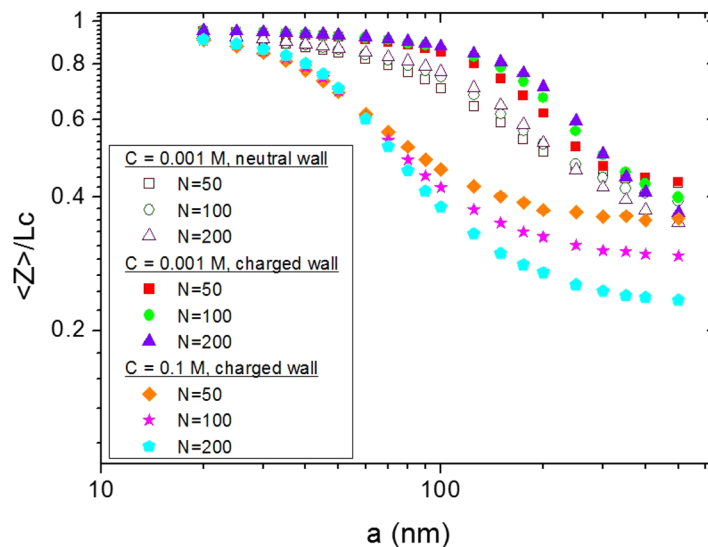 1
0.8
0.6
0.4
0.2
<Z>/Lc
C = 0.001 M, neutral wall
N=50
N=100
N=200
C = 0.001 M, charged wall
N=50
N=100
N=200
C = 0.1 M, charged wall
N=50
N=100
N=200
10
100
a (nm)